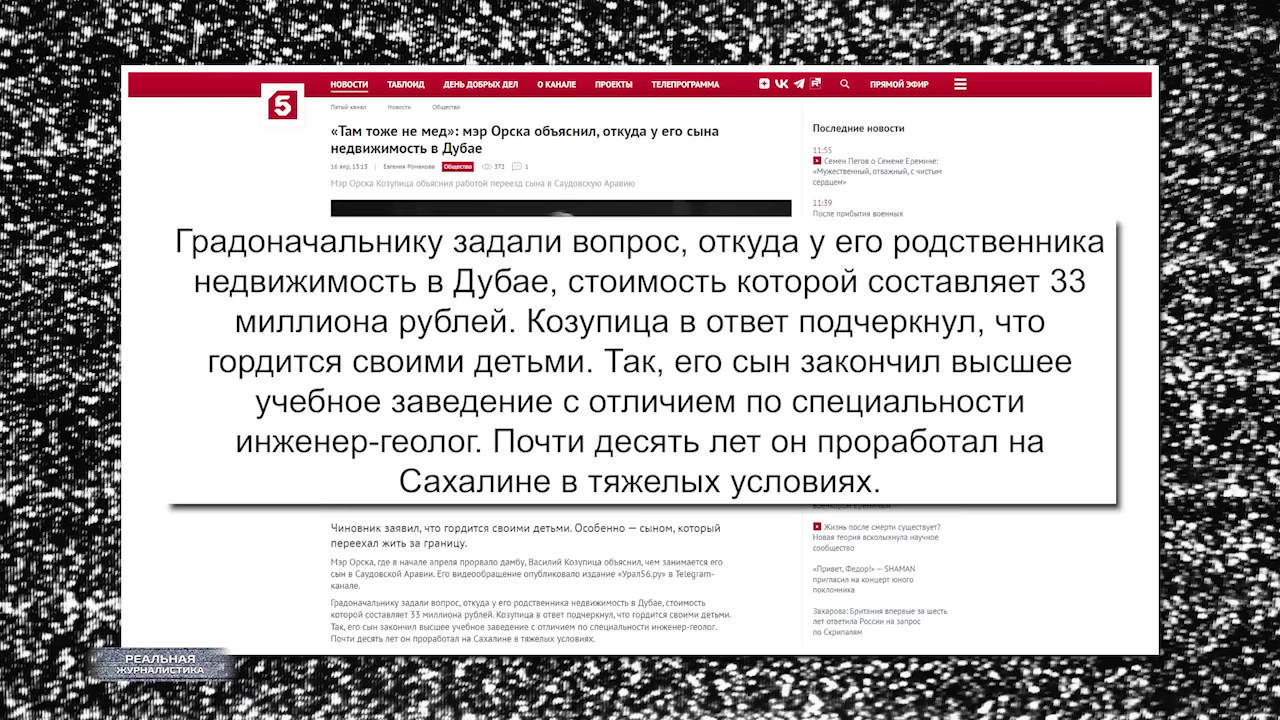 НОВОСТИ ТАБЛОИД ДЕНЬ ДОБРЫХ ДЕЛ О КАНАЛЕ ПРОЕКТЫ ТЕЛЕПРОГРАММА ПРЯМОЙ ЭФИР
5
Пятый канал Новости Общество
«Там тоже не мед»: мэр Орска объяснил, откуда у его сына
недвижимость в Дубае
16 апр, 13:13 | Евгения Романова Общество 372 1
Мэр Орска Козупица объяснил работой переезд сына в Саудовскую Аравию
Последние новости
11:55
Семен Пегов о Семене Еремине:
«Мужественный, отважный, с чистым
сердцем»
11:39
После прибытия военных
Градоначальнику задали вопрос, откуда у его родственника
недвижимость в Дубае, стоимость которой составляет 33
миллиона рублей. Козупица в ответ подчеркнул, что
гордится своими детьми. Так, его сын закончил высшее
учебное заведение с отличием по специальности
инженер-геолог. Почти десять лет он проработал на
Сахалине в тяжелых условиях.
Чиновник заявил, что гордится своими детьми. Особенно — сыном, который
переехал жить за границу.
Мэр Орска, где в начале апреля прорвало дамбу, Василий Козупица объяснил, чем занимается его
сын в Саудовской Аравии. Его видеообращение опубликовало издание «Урал56.ру» в Telegram-
канале.
Градоначальнику задали вопрос, откуда у его родственника недвижимость в Дубае, стоимость
которой составляет 33 миллиона рублей. Козупица в ответ подчеркнул, что гордится своими детьми.
Так, его сын закончил высшее учебное заведение с отличием по специальности инженер-геолог.
Почти десять лет он проработал на Сахалине в тяжелых условиях.
Жизнь после смерти существует?
Новая теория всколыхнула научное
сообщество
«Привет, Федор!» — SHAMAN
пригласил на концерт юного
поклонника
Захарова: Британия впервые за шесть
лет ответила России на запрос
по Скрипалям
РЕАЛЬНАЯ
ЖУРНАЛИСТИКА